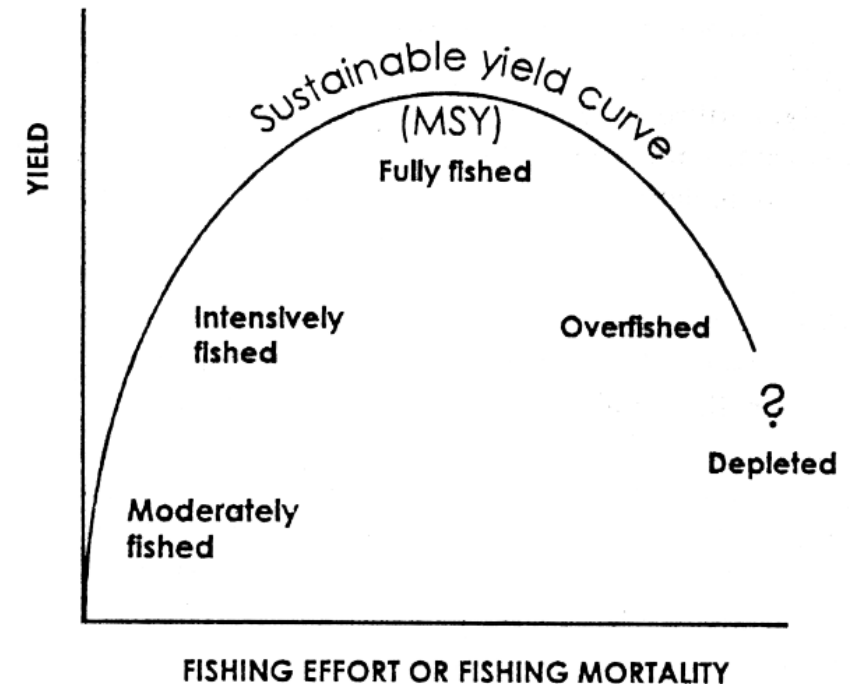 Sustainable yield curve
(MSY)
Fully fished
YIELD
Intensively
fished
Overfished
?
Depleted
Moderately
fished
FISHING EFFORT OR FISHING MORTALITY